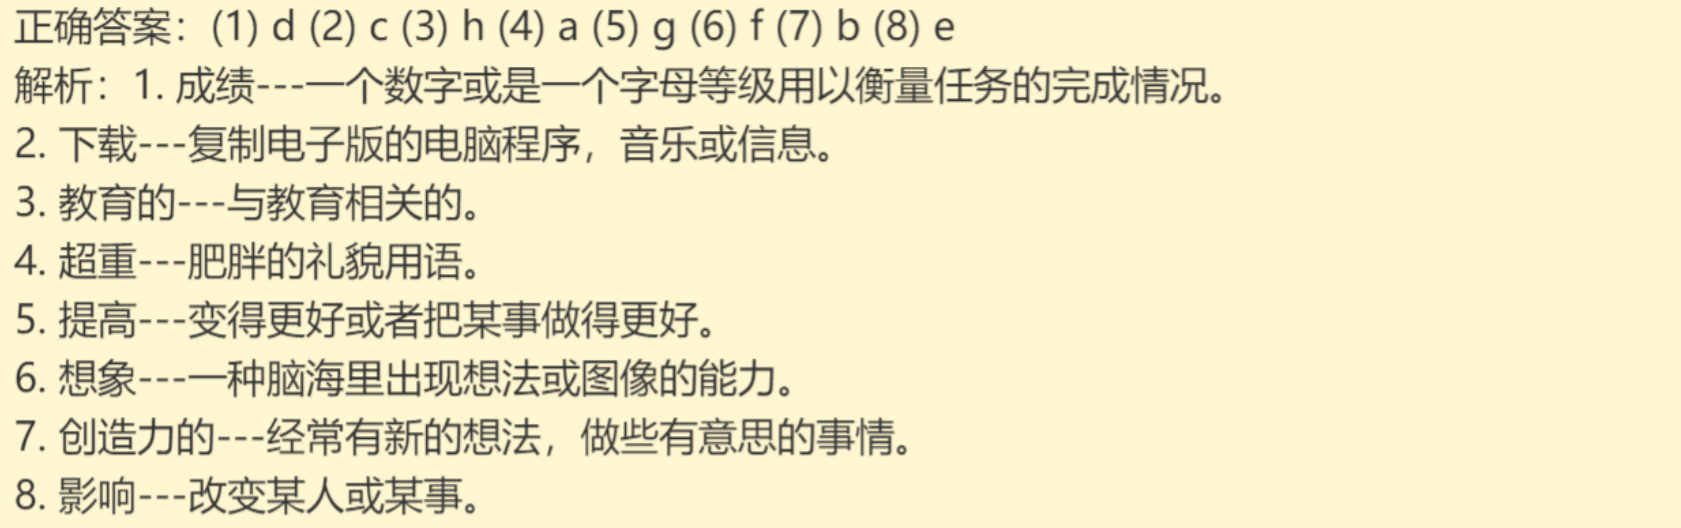 正确答案：(1) d (2) c (3) h (4) a (5) g (6) f (7) b (8) e
解析：1. 成绩---一个数字或是一个字母等级用以衡量任务的完成情况。
2. 下载---复制电子版的电脑程序，音乐或信息。
3. 教育的---与教育相关的。
4. 超重---肥胖的礼貌用语。
5. 提高---变得更好或者把某事做得更好。
6. 想象---一种脑海里出现想法或图像的能力。
7. 创造力的---经常有新的想法，做些有意思的事情。
8. 影响---改变某人或某事。